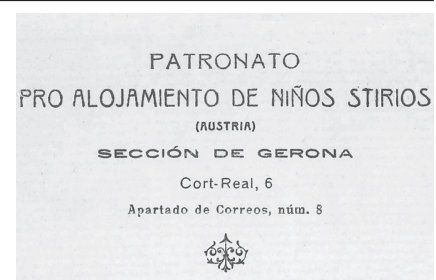 PATRONATO
PRO ALOJAMIENTO DE NIÑOS STIRIOS
(AUSTRIA)
SECCIÓN DE GERONA
Cort-Real, 6
Apartado de Correos, núm. 8